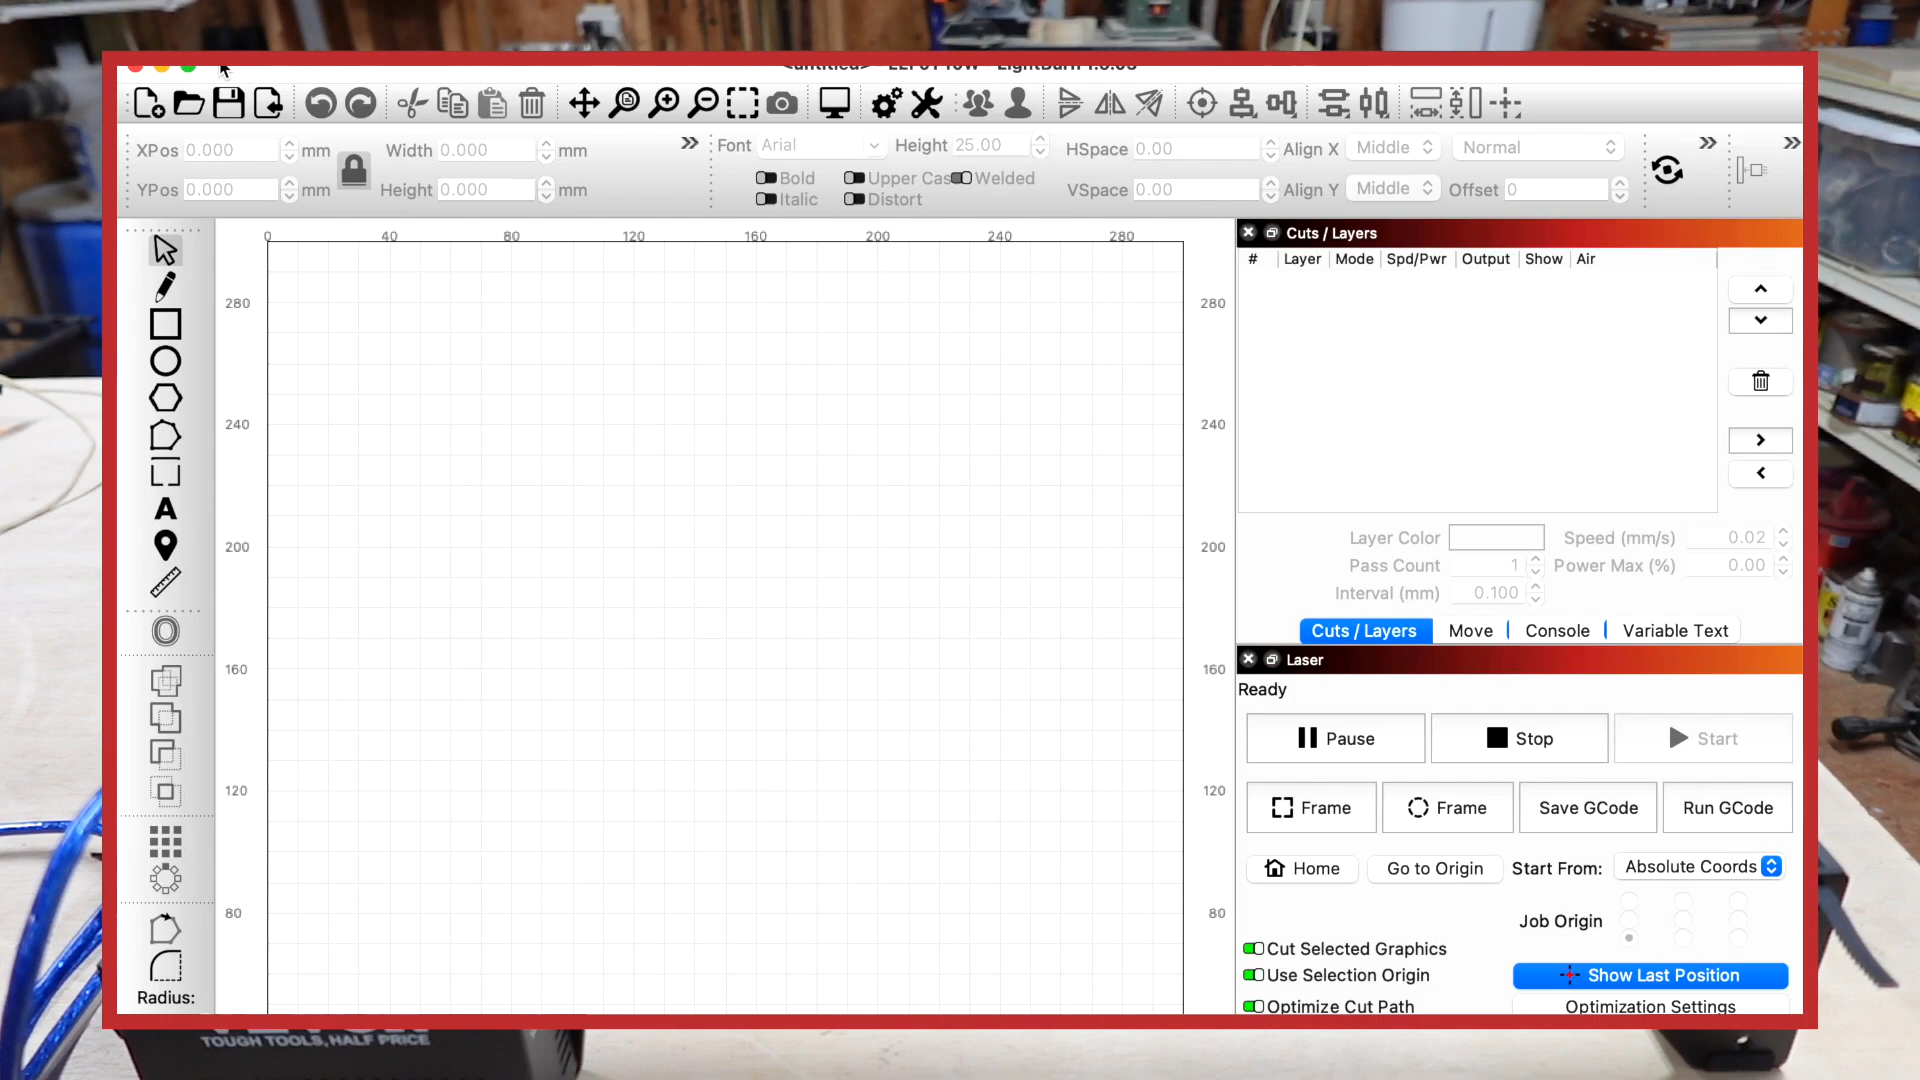 XPos 0.000 mm Width 0.000 mm
YPos 0.000 mm Height 0.000 mm
Font Arial Height 25.00
Bold Upper Cas Welded
Italic Distort
HSpace 0.00 Align X Middle Normal
VSpace 0.00 Align Y Middle Offset 0
0 40 80 120 160 200 240 280
280 280
240 240
200 200
160 160
120 120
80 80
Radius:
Cuts / Layers
# Layer Mode Spd/Pwr Output Show Air
Layer Color Speed (mm/s) 0.02
Pass Count 1 Power Max (%) 0.00
Interval (mm) 0.100
Cuts / Layers Move Console Variable Text
Laser
Ready
Pause Stop Start
Frame Frame Save GCode Run GCode
Home Go to Origin Start From: Absolute Coords
Job Origin
Cut Selected Graphics
Use Selection Origin Show Last Position
Optimize Cut Path Optimization Settings
TOUGH TOOLS, HALF PRICE